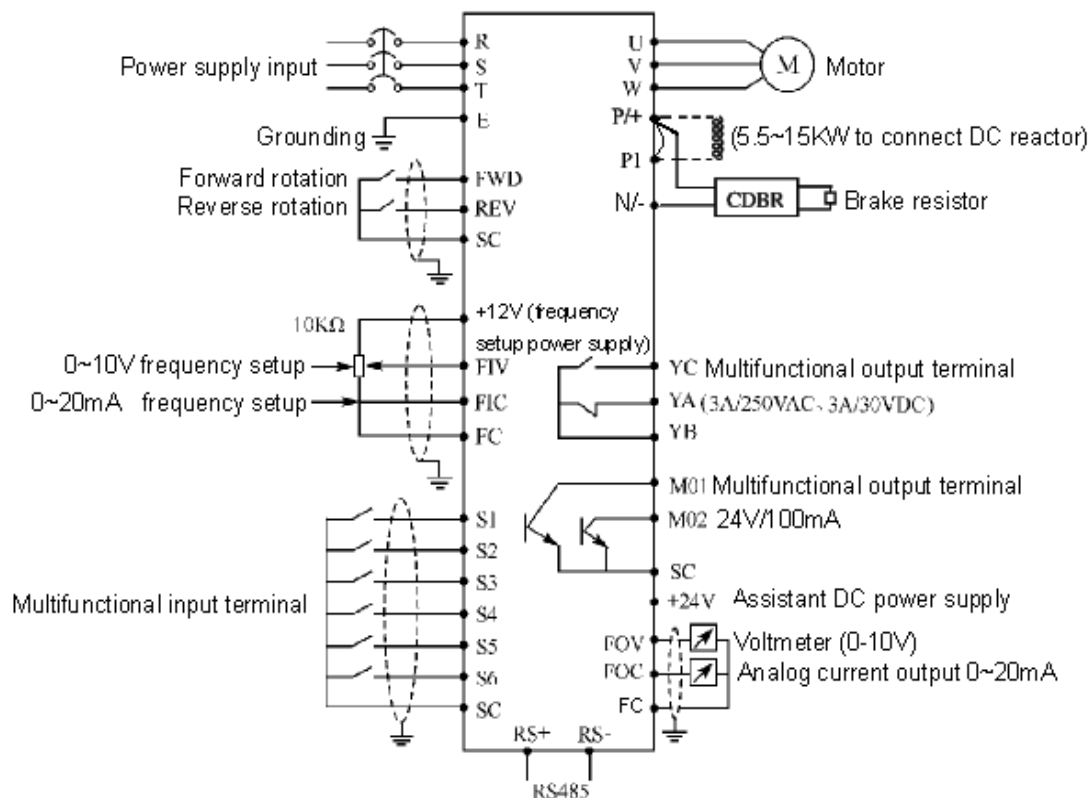 Power supply input
R
S
T
Grounding
E
Forward rotation
FWD
Reverse rotation
REV
SC
10KΩ
+12V (frequency
setup power supply)
0~10V frequency setup
FIV
0~20mA frequency setup
FIC
FC
Multifunctional input terminal
S1
S2
S3
S4
S5
S6
SC
U
V
W
M
Motor
P/+
(5.5~15KW to connect DC reactor)
P1
N/-
CDBR
Brake resistor
YC Multifunctional output terminal
YA (3A/250VAC、3A/30VDC)
YB
M01 Multifunctional output terminal
M02 24V/100mA
SC
+24V Assistant DC power supply
FOV
Voltmeter (0-10V)
FOC
Analog current output 0~20mA
FC
RS+ RS-
RS485